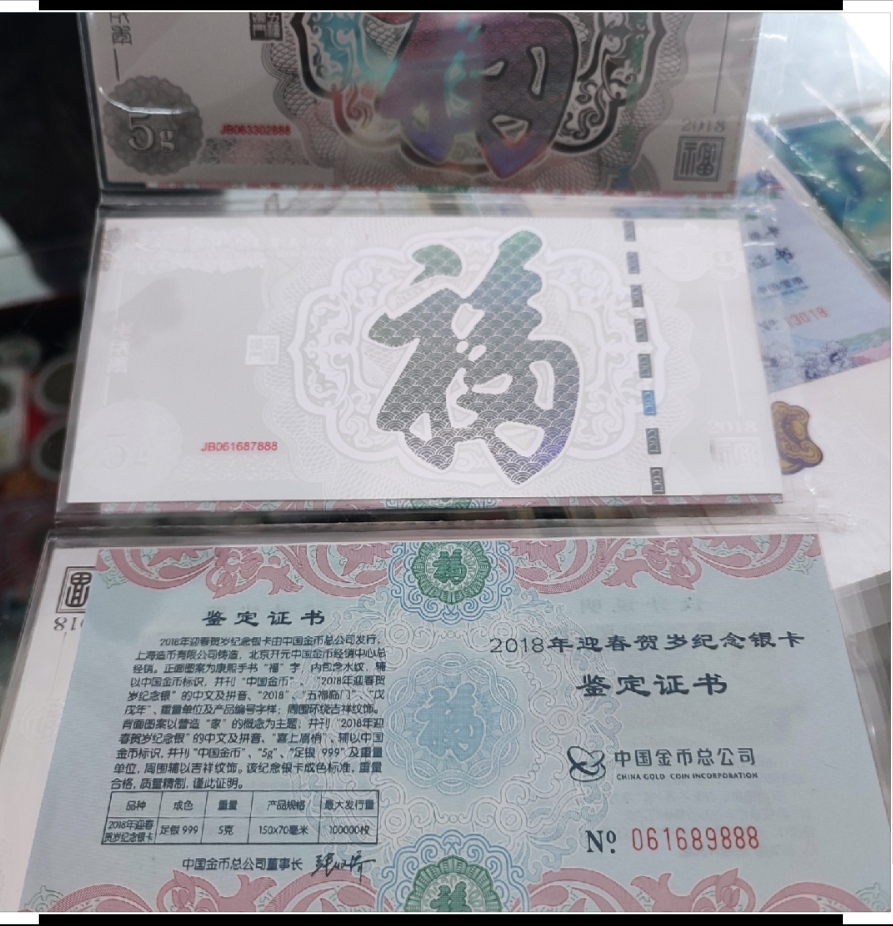 5g
JB063302888
2018
福
福
JB061687888
鉴定证书
2018年迎春贺岁纪念银卡由中国金币总公司发行,
上海造币有限公司铸造，北京开元中国金币经销中心总
经销。正面图案为康熙手书“福”字，内包含水纹，辅
以中国金币标识，并刊“中国金币”、“2018年迎春贺
岁纪念银”的中文及拼音、“2018”、“五福临门”、“戊
戌年”、重量单位及产品编号字样，周围环绕吉祥纹饰。
背面图案以营造“家”的概念为主题，并刊“2018年迎
春贺岁纪念银”的中文及拼音、“喜上眉梢”，辅以中国
金币标识，并刊“中国金币”、“5g”、“足银 999”及重量
单位，周围辅以吉祥纹饰。该纪念银卡成色标准，重量
合格，质量精制，谨此证明。
品种 成色 重量 产品规格 最大发行量
2018年迎春
贺岁纪念银卡 足银 999 5克 150x70毫米 100000枚
中国金币总公司董事长
2018年迎春贺岁纪念银卡
鉴定证书
中国金币总公司
CHINA GOLD COIN INCORPORATION
Nº 061689888
福